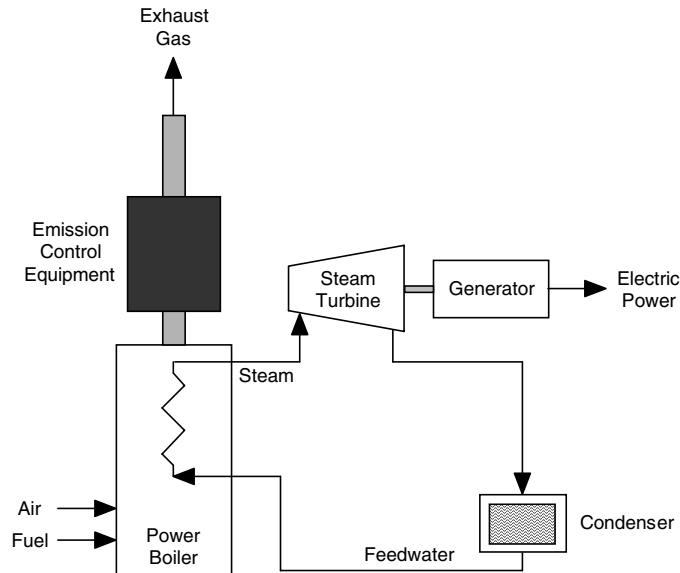 Exhaust
Gas
Emission
Control
Equipment
Steam
Turbine
Generator
Electric
Power
Steam
Air
Fuel
Power
Boiler
Feedwater
Condenser